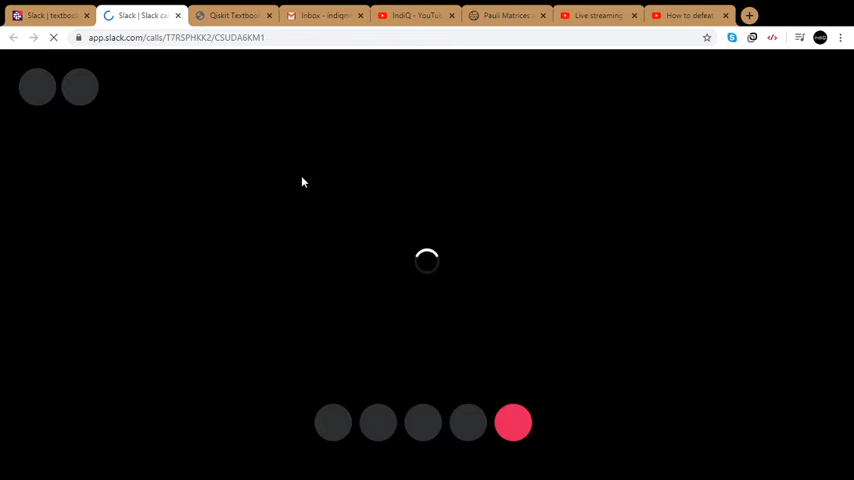 Slack | textboo
Slack | Slack ca
Qiskit Textboo
Inbox - indiqm
IndiQ - YouTub
Pauli Matrices a
Live streaming
How to defeat
app.slack.com/calls/T7RSPHKK2/CSUDA6KM1